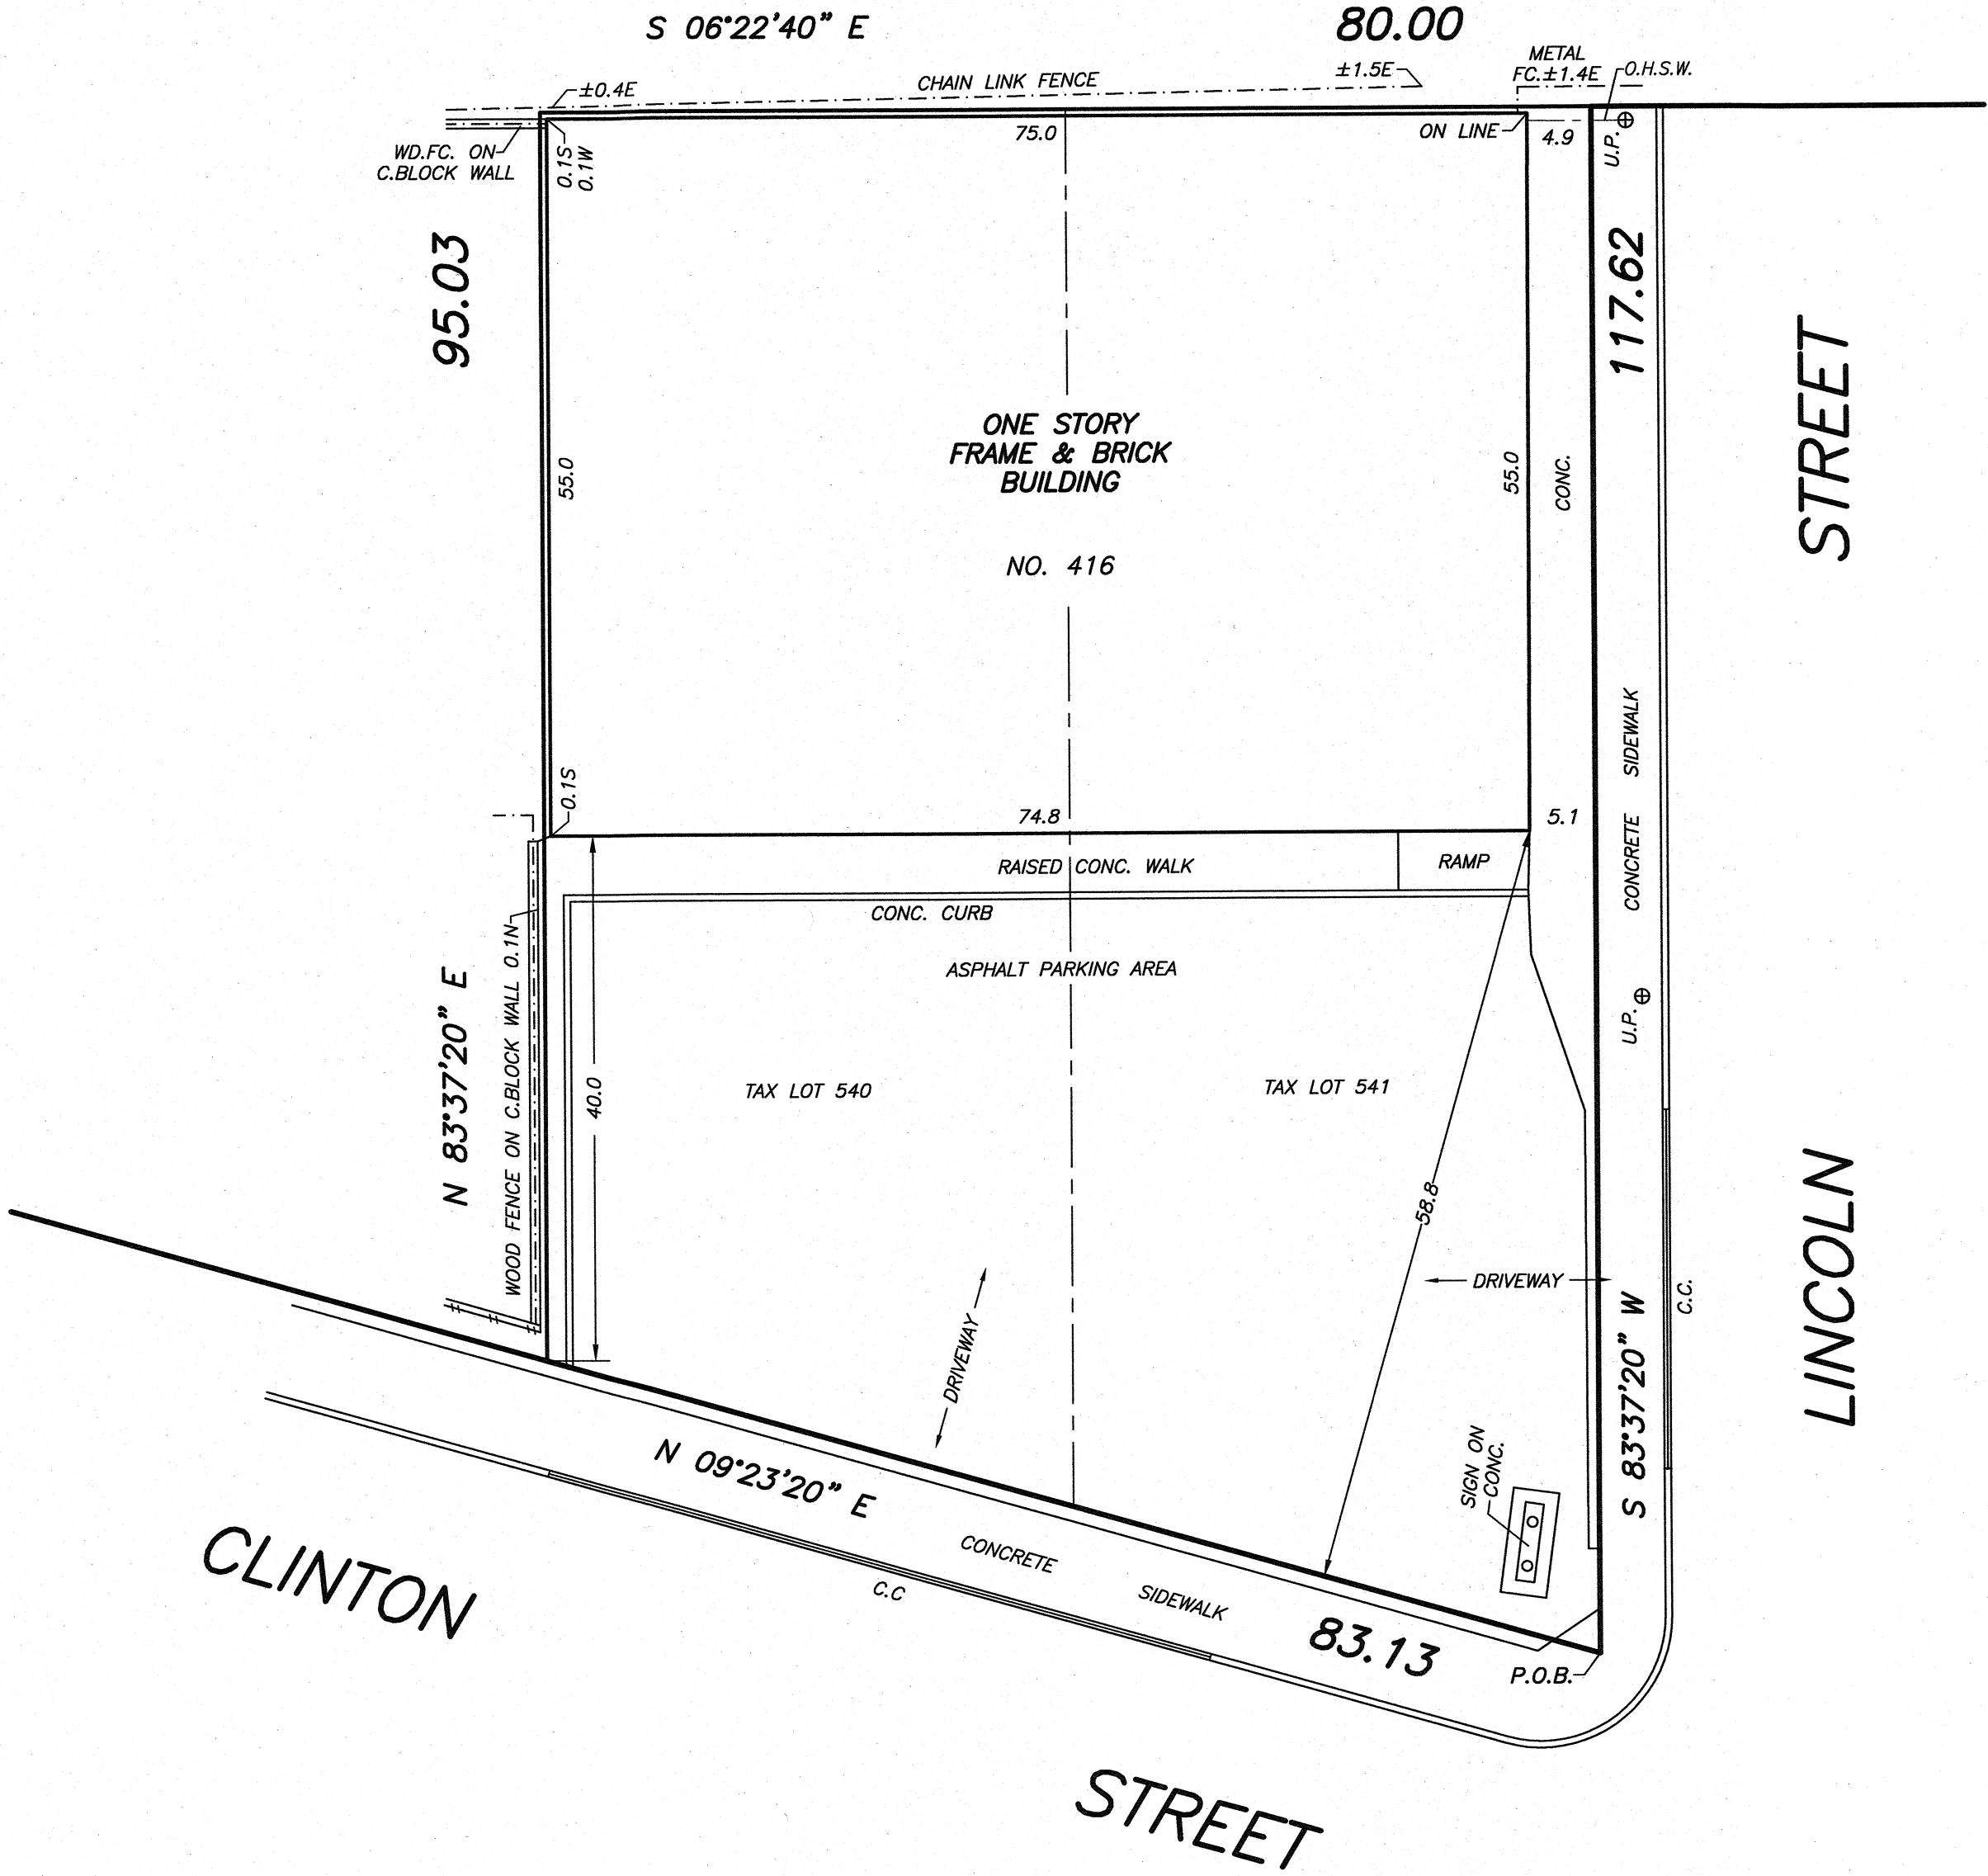 S 06°22'40" E
80.00
METAL
FC.±1.4E
O.H.S.W.
±1.5E
CHAIN LINK FENCE
±0.4E
WD.FC. ON
C.BLOCK WALL
0.1S
0.1W
75.0
ON LINE
4.9
U.P.
95.03
117.62
STREET
ONE STORY
FRAME & BRICK
BUILDING
NO. 416
55.0
55.0
CONC.
CONCRETE SIDEWALK
0.1S
74.8
5.1
RAISED CONC. WALK
RAMP
CONC. CURB
ASPHALT PARKING AREA
WOOD FENCE ON C.BLOCK WALL 0.1N
N 83°37'20" E
40.0
TAX LOT 540
TAX LOT 541
U.P.
58.8
DRIVEWAY
DRIVEWAY
C.C.
LINCOLN
S 83°37'20" W
SIGN ON
CONC.
N 09°23'20" E
CONCRETE SIDEWALK
C.C
83.13
P.O.B.
CLINTON
STREET